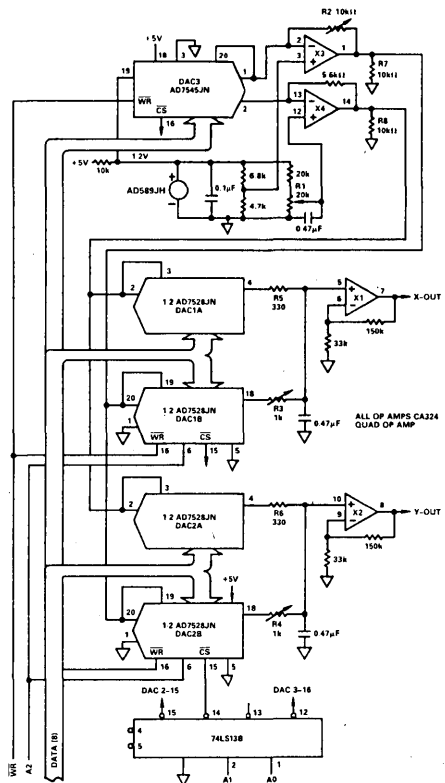 R2 10kΩ
+5V
3
18
20
19
DAC3
AD7545JN
1
2
2
3
X3
1
R7
10kΩ
5 6kΩ
13
12
X4
14
R8
10kΩ
WR
CS
16
+5V
10k
1 2V
AD589JH
+
-
0.1μF
6.8k
4.7k
20k
R1
20k
0 47μF
3
2
1 2 AD7528JN
DAC1A
4
R5
330
5
6
X1
7
X-OUT
150k
33k
19
20
1
1 2 AD7528JN
DAC1B
18
R3
1k
0 47μF
WR
CS
16
6
15
5
ALL OP AMPS CA324
QUAD OP AMP
3
2
1 2 AD7528JN
DAC2A
4
R6
330
10
9
X2
8
Y-OUT
150k
33k
+5V
19
20
1
1 2 AD7528JN
DAC2B
18
R4
1k
0 47μF
WR
CS
16
6
15
5
DAC 2-15
DAC 3-16
15
14
13
12
4
5
74LS138
2
1
A1
A0
WR
A2
DATA (8)